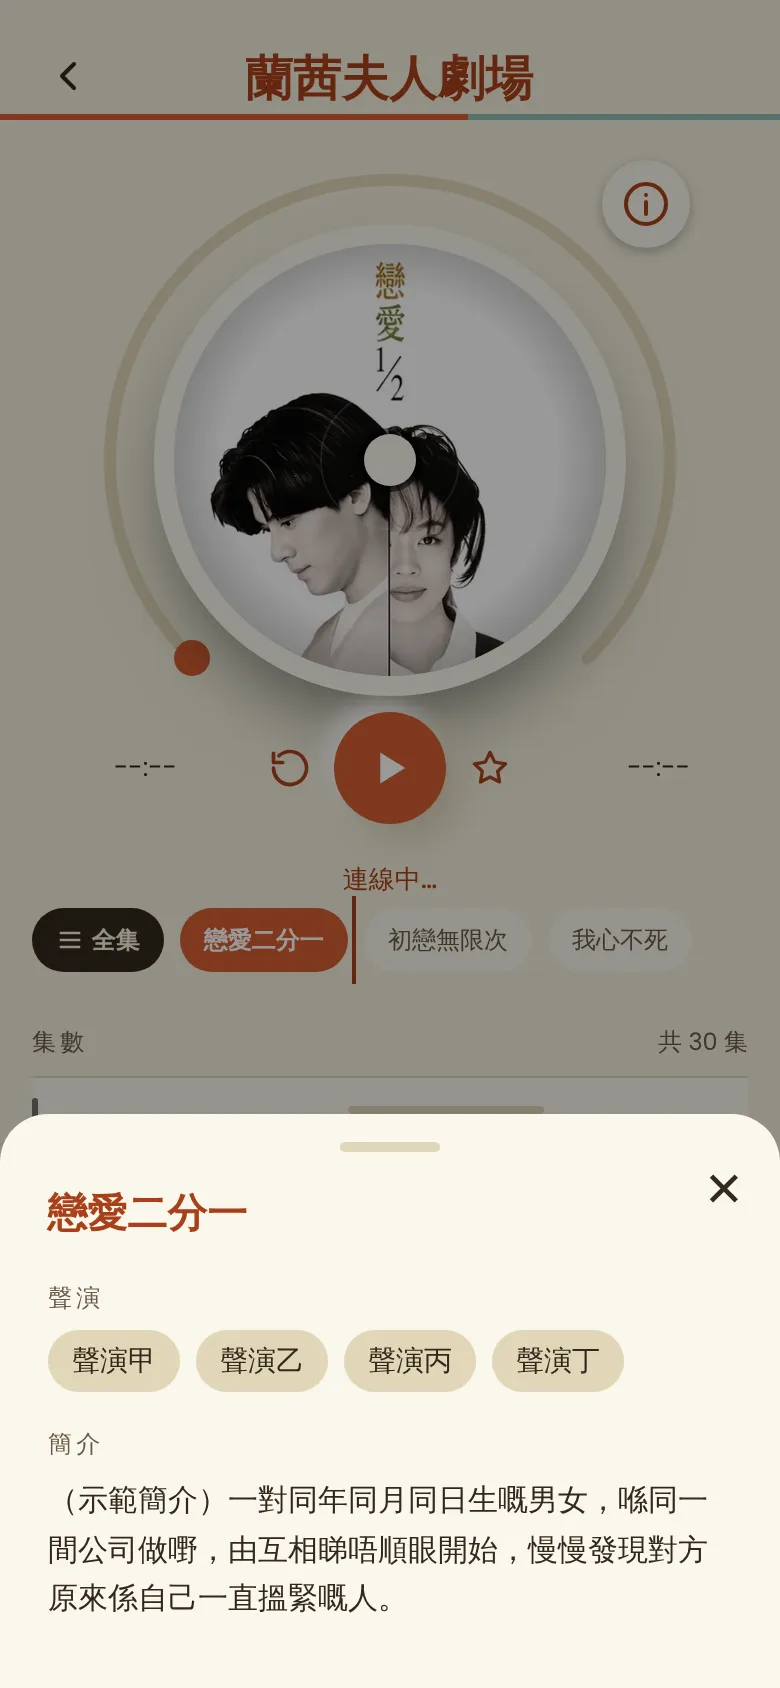 蘭茜夫人劇場
戀愛1/2
--:--
--:--
連線中...
全集
戀愛二分一
初戀無限次
我心不死
集數
共 30 集
戀愛二分一
聲演
聲演甲
聲演乙
聲演丙
聲演丁
簡介
（示範簡介）一對同年同月同日生嘅男女，喺同一
間公司做嘢，由互相睇唔順眼開始，慢慢發現對方
原來係自己一直搵緊嘅人。